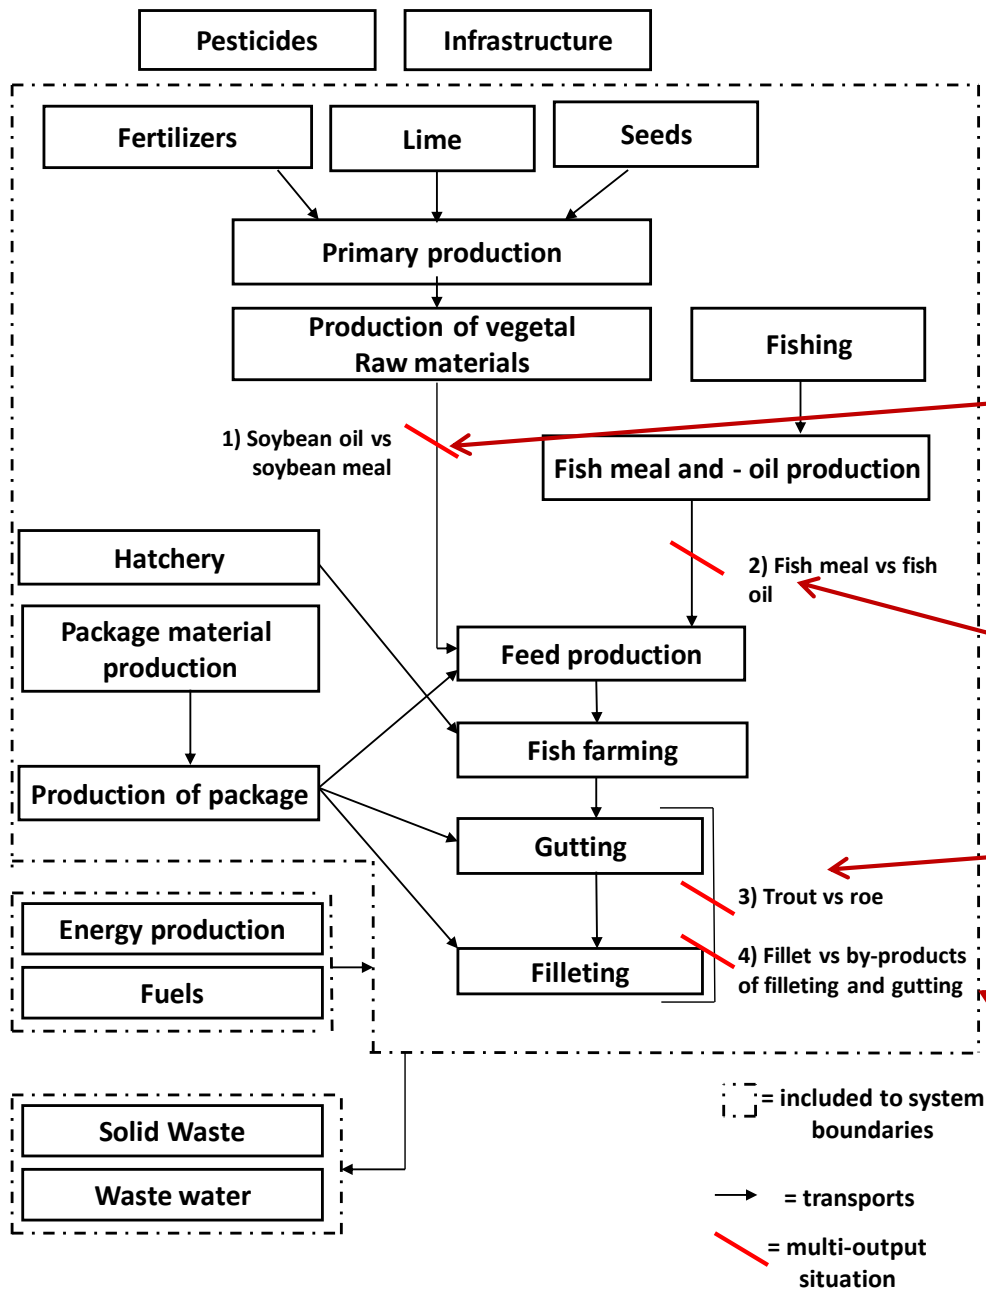 Pesticides
Infrastructure
Fertilizers
Lime
Seeds
Primary production
Production of vegetal
Raw materials
Fishing
1) Soybean oil vs
soybean meal
Fish meal and - oil production
Hatchery
2) Fish meal vs fish
oil
Package material
production
Feed production
Fish farming
Production of package
Gutting
3) Trout vs roe
Energy production
4) Fillet vs by-products
of filleting and gutting
Filleting
Fuels
= included to system
boundaries
Solid Waste
Waste water
= transports
= multi-output
situation